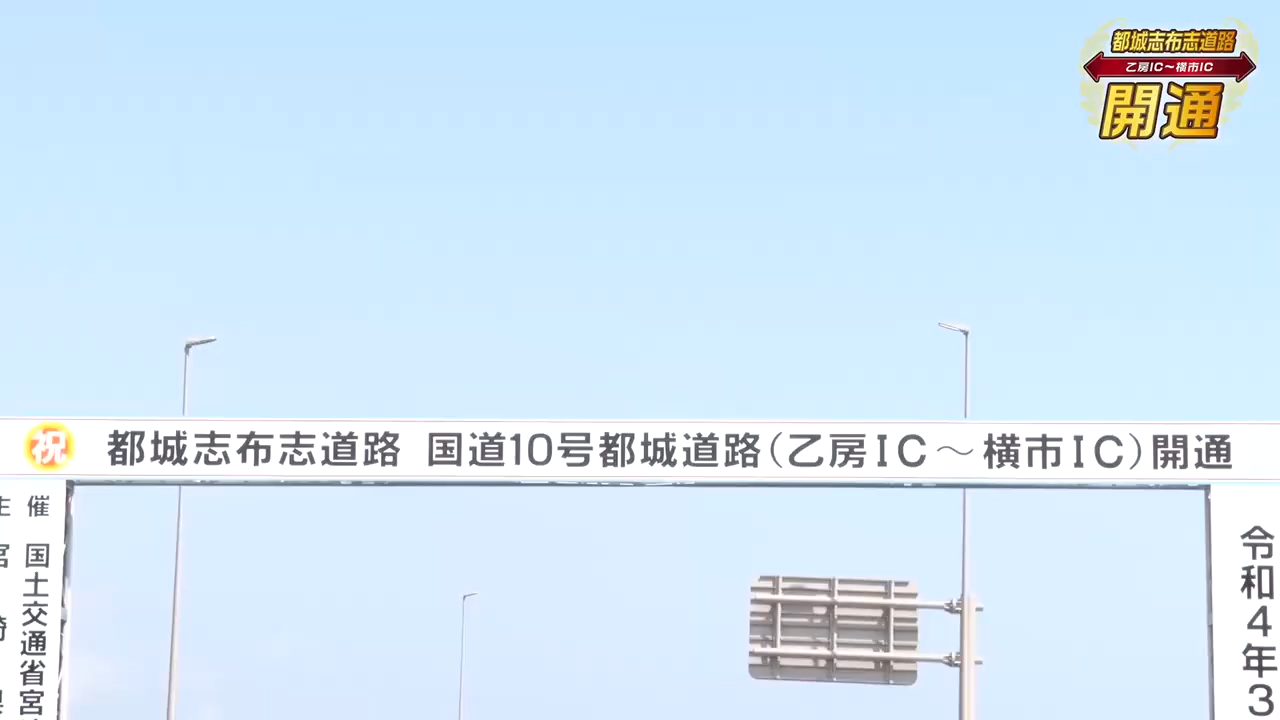 都城志布志道路
乙房IC～横市IC
開通
祝 都城志布志道路 国道10号都城道路(乙房IC～横市IC)開通
主催
国土交通省宮
令和4年3